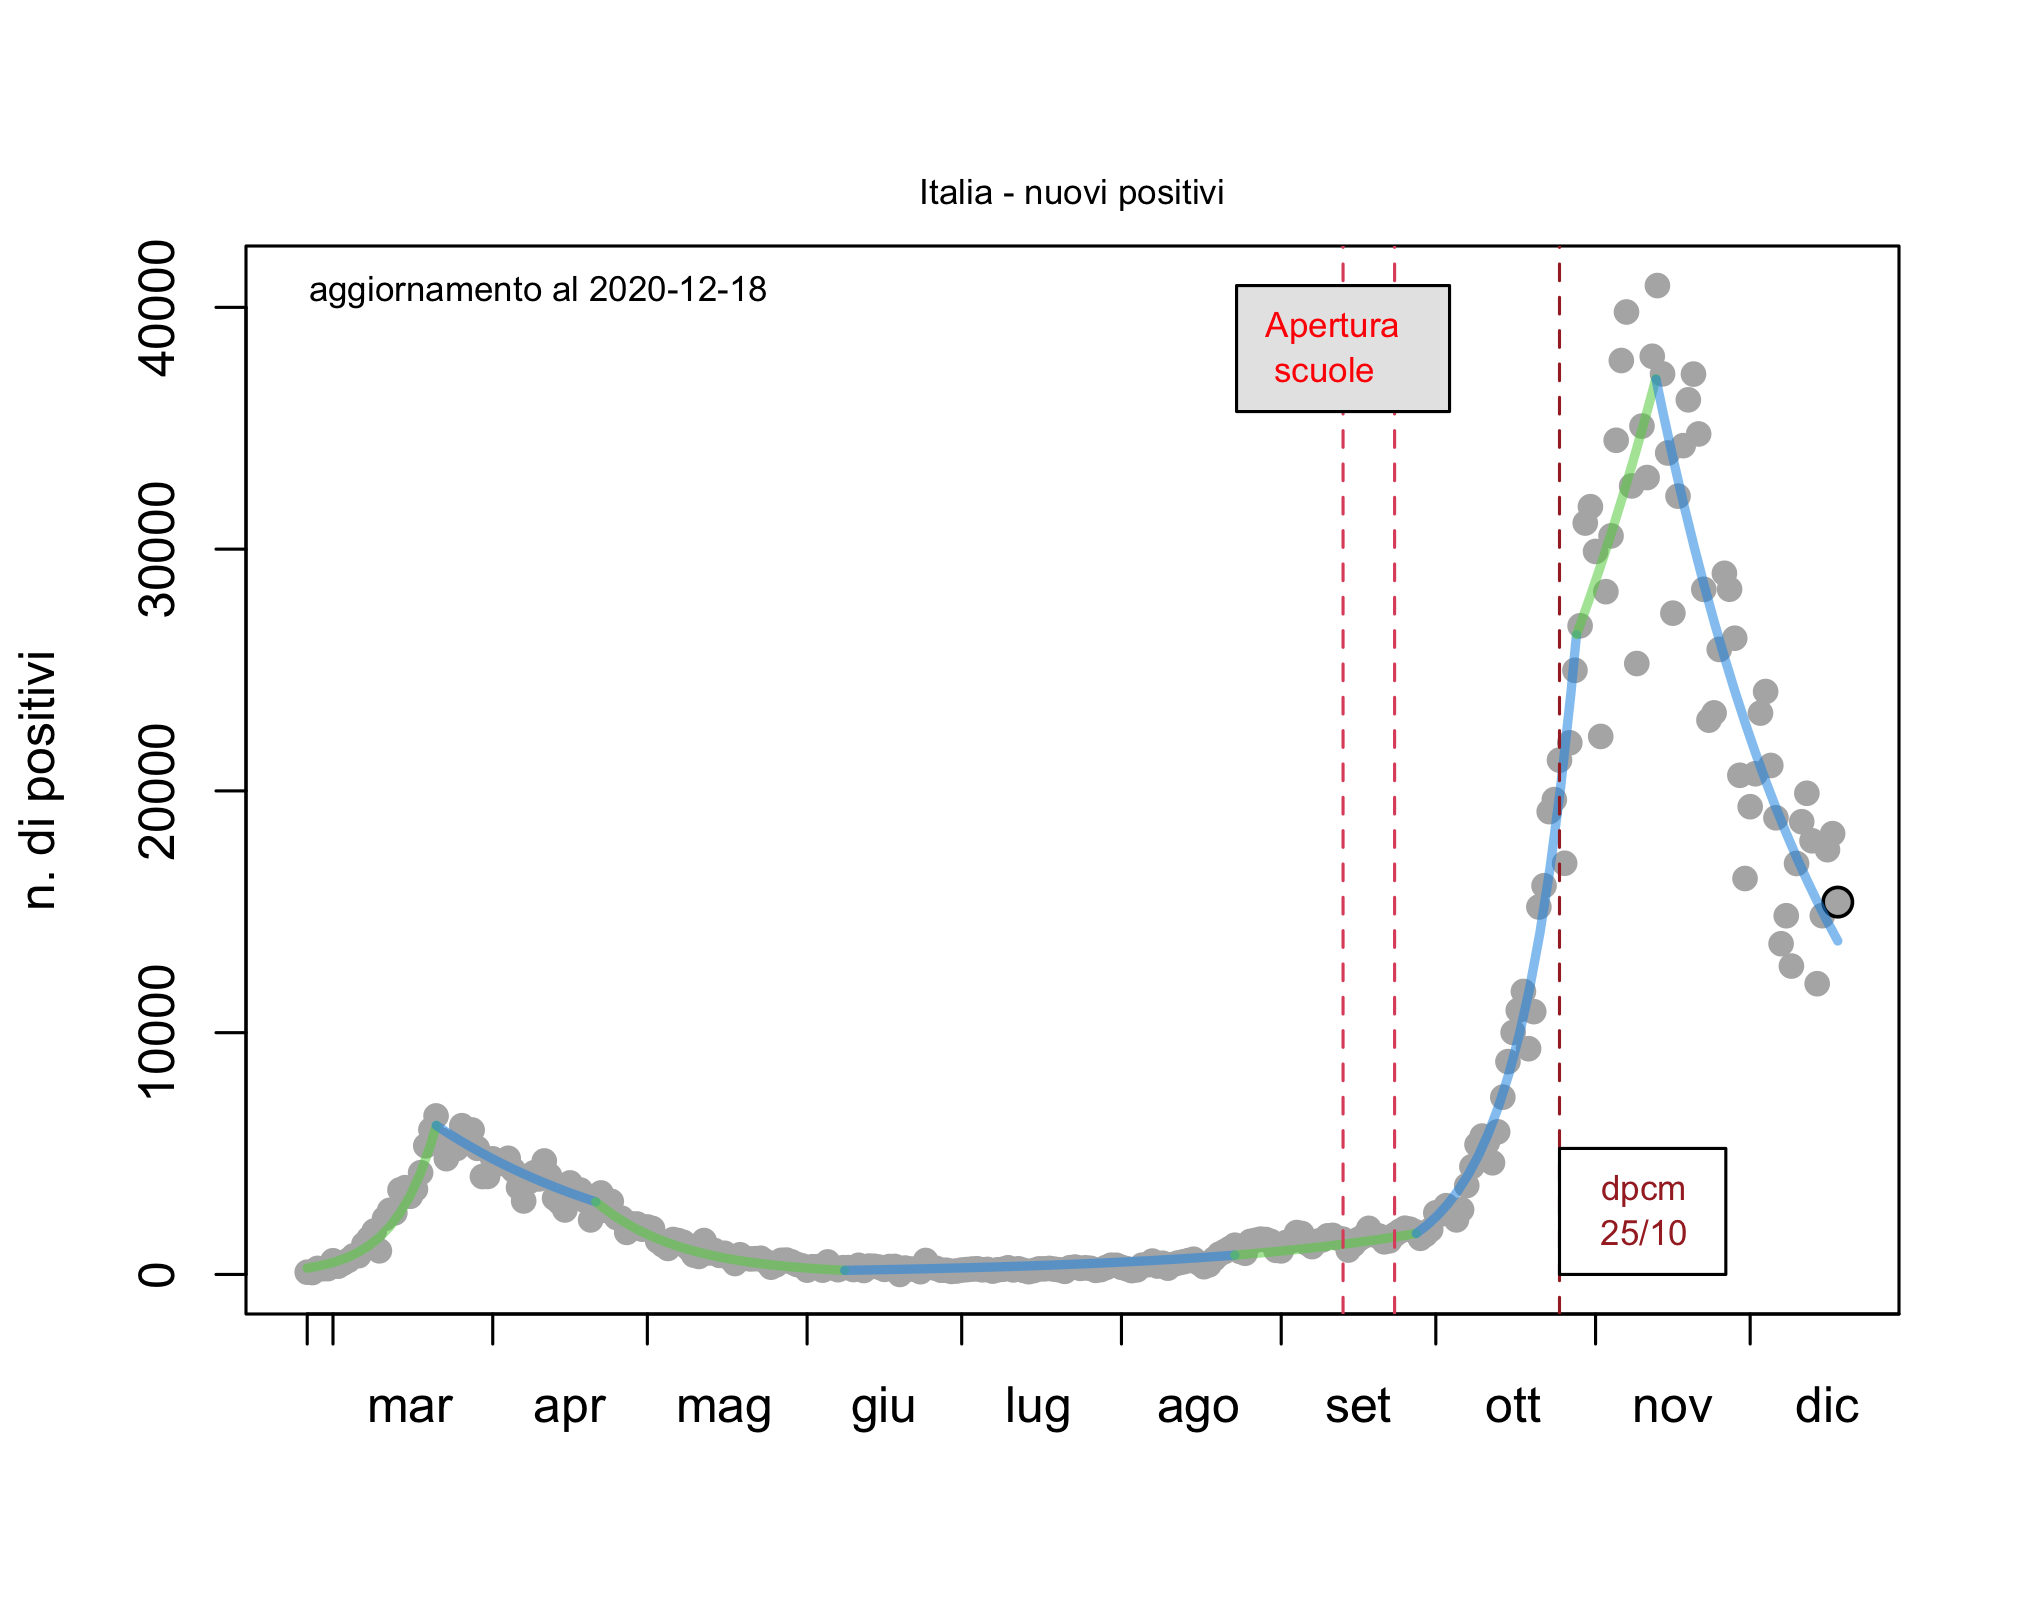 Italia - nuovi positivi
aggiornamento al 2020-12-18
Apertura
scuole
n. di positivi
40000
30000
20000
10000
0
dpcm
25/10
mar apr mag giu lug ago set ott nov dic